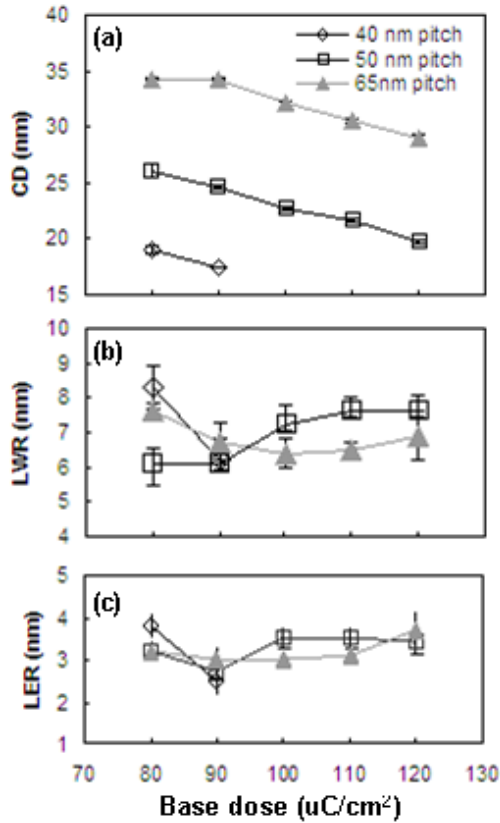 (a)
40 nm pitch
50 nm pitch
65nm pitch
CD (nm)
40
35
30
25
20
15
(b)
LWR (nm)
10
9
8
7
6
5
4
(c)
LER (nm)
5
4
3
2
1
70 80 90 100 110 120 130
Base dose (uC/cm²)